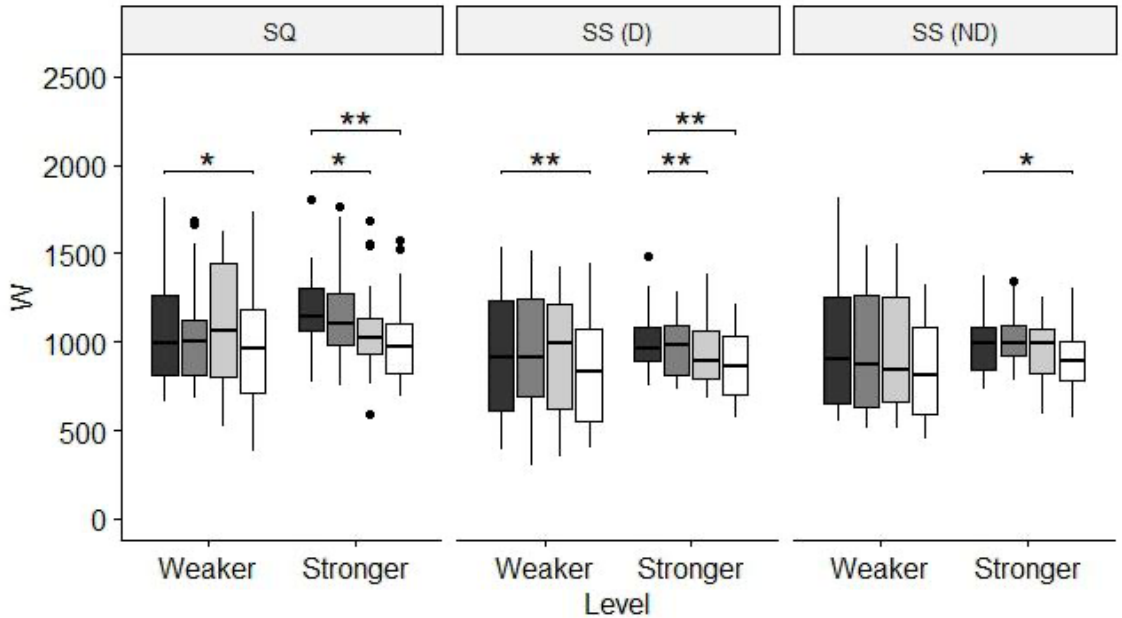 SQ SS (D) SS (ND)
2500
2000
1500
1000
500
0
W
** ** 
* * ** ** *
Weaker Stronger Weaker Stronger Weaker Stronger
Level